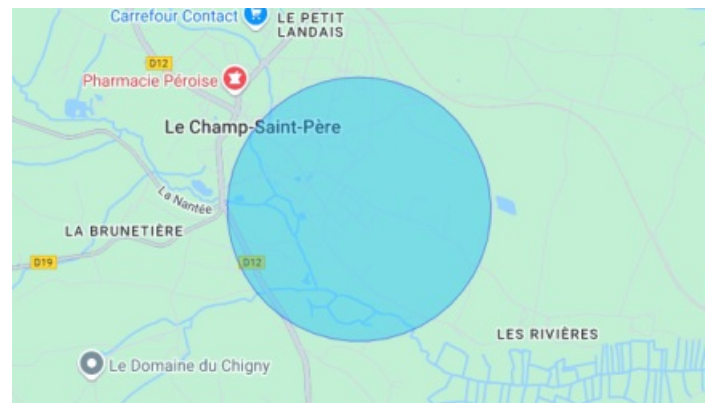 Carrefour Contact
LE PETIT
LANDAIS
D12
Pharmacie Péroise
Le Champ-Saint-Père
La Nantée
LA BRUNETIÈRE
D19
D12
LES RIVIÈRES
Le Domaine du Chigny